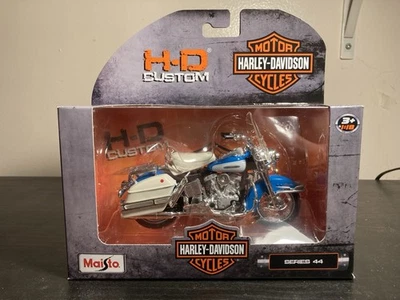 H-D
CUSTOM
MOTOR
HARLEY-DAVIDSON
CYCLES
H-D
CUSTOM
3+
1:18
MOTOR
HARLEY-DAVIDSON
CYCLES
Maisto
SERIES 44